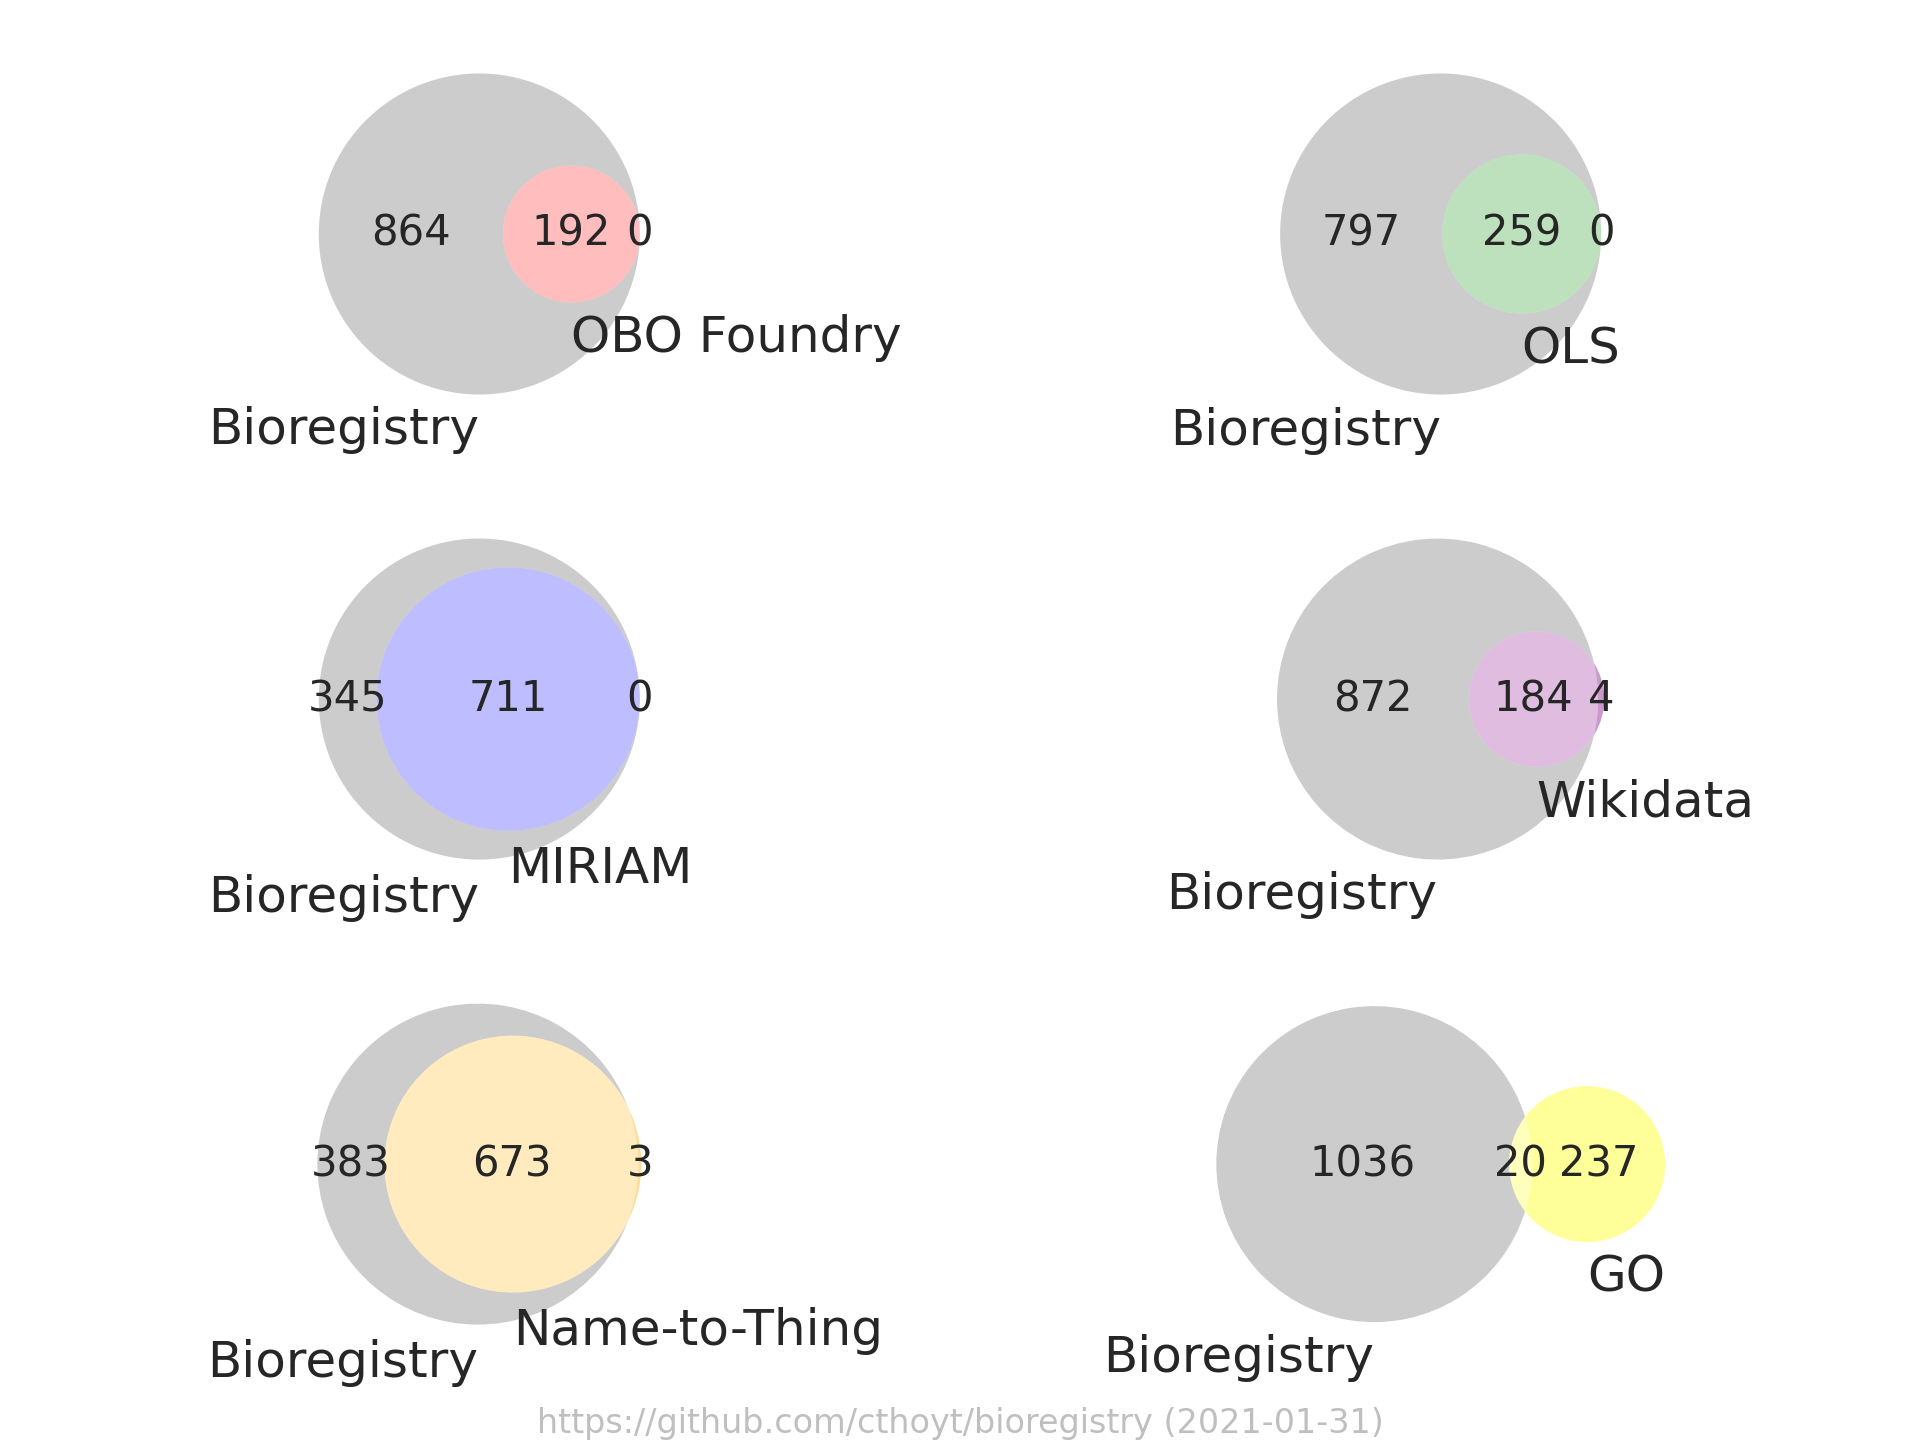 864 192 0
OBO Foundry
Bioregistry
797 259 0
OLS
Bioregistry
345 711 0
MIRIAM
Bioregistry
872 184 4
Wikidata
Bioregistry
383 673 3
Name-to-Thing
Bioregistry
1036 20 237
GO
Bioregistry
https://github.com/cthoyt/bioregistry (2021-01-31)